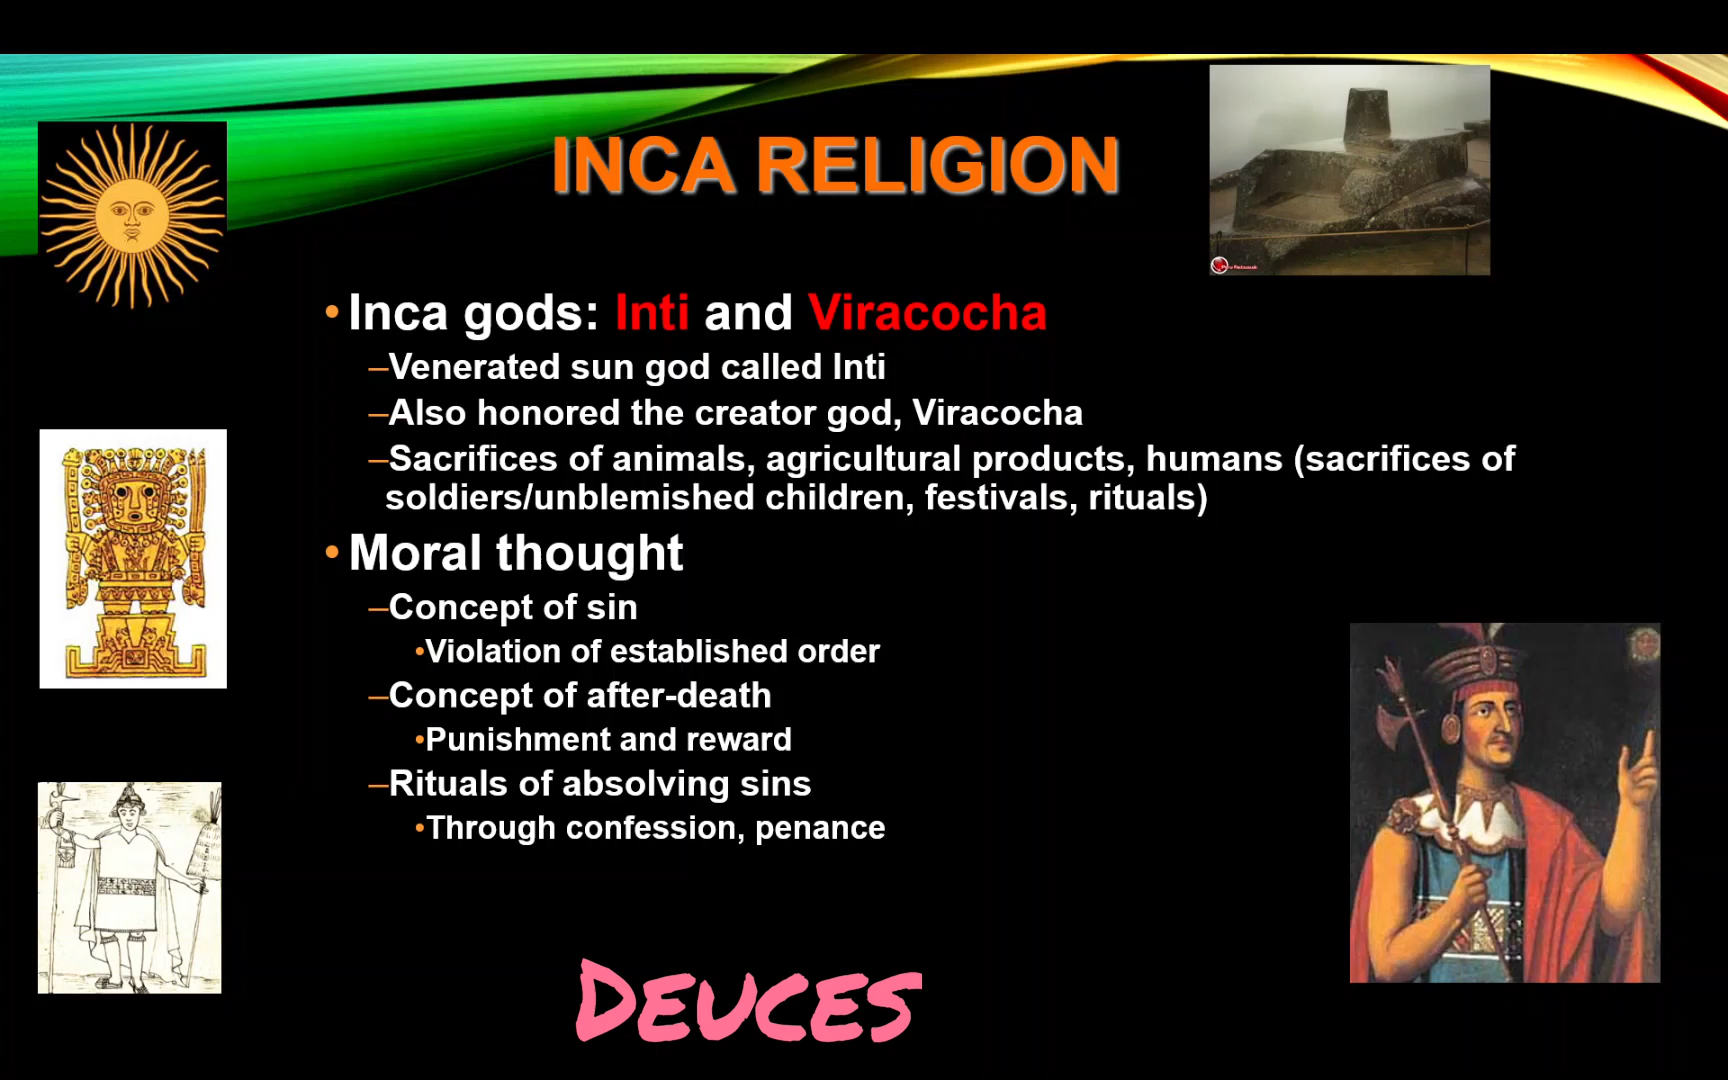 INCA RELIGION
•Inca gods: Inti and Viracocha
–Venerated sun god called Inti
–Also honored the creator god, Viracocha
–Sacrifices of animals, agricultural products, humans (sacrifices of
soldiers/unblemished children, festivals, rituals)
•Moral thought
–Concept of sin
•Violation of established order
–Concept of after-death
•Punishment and reward
–Rituals of absolving sins
•Through confession, penance
DEUCES